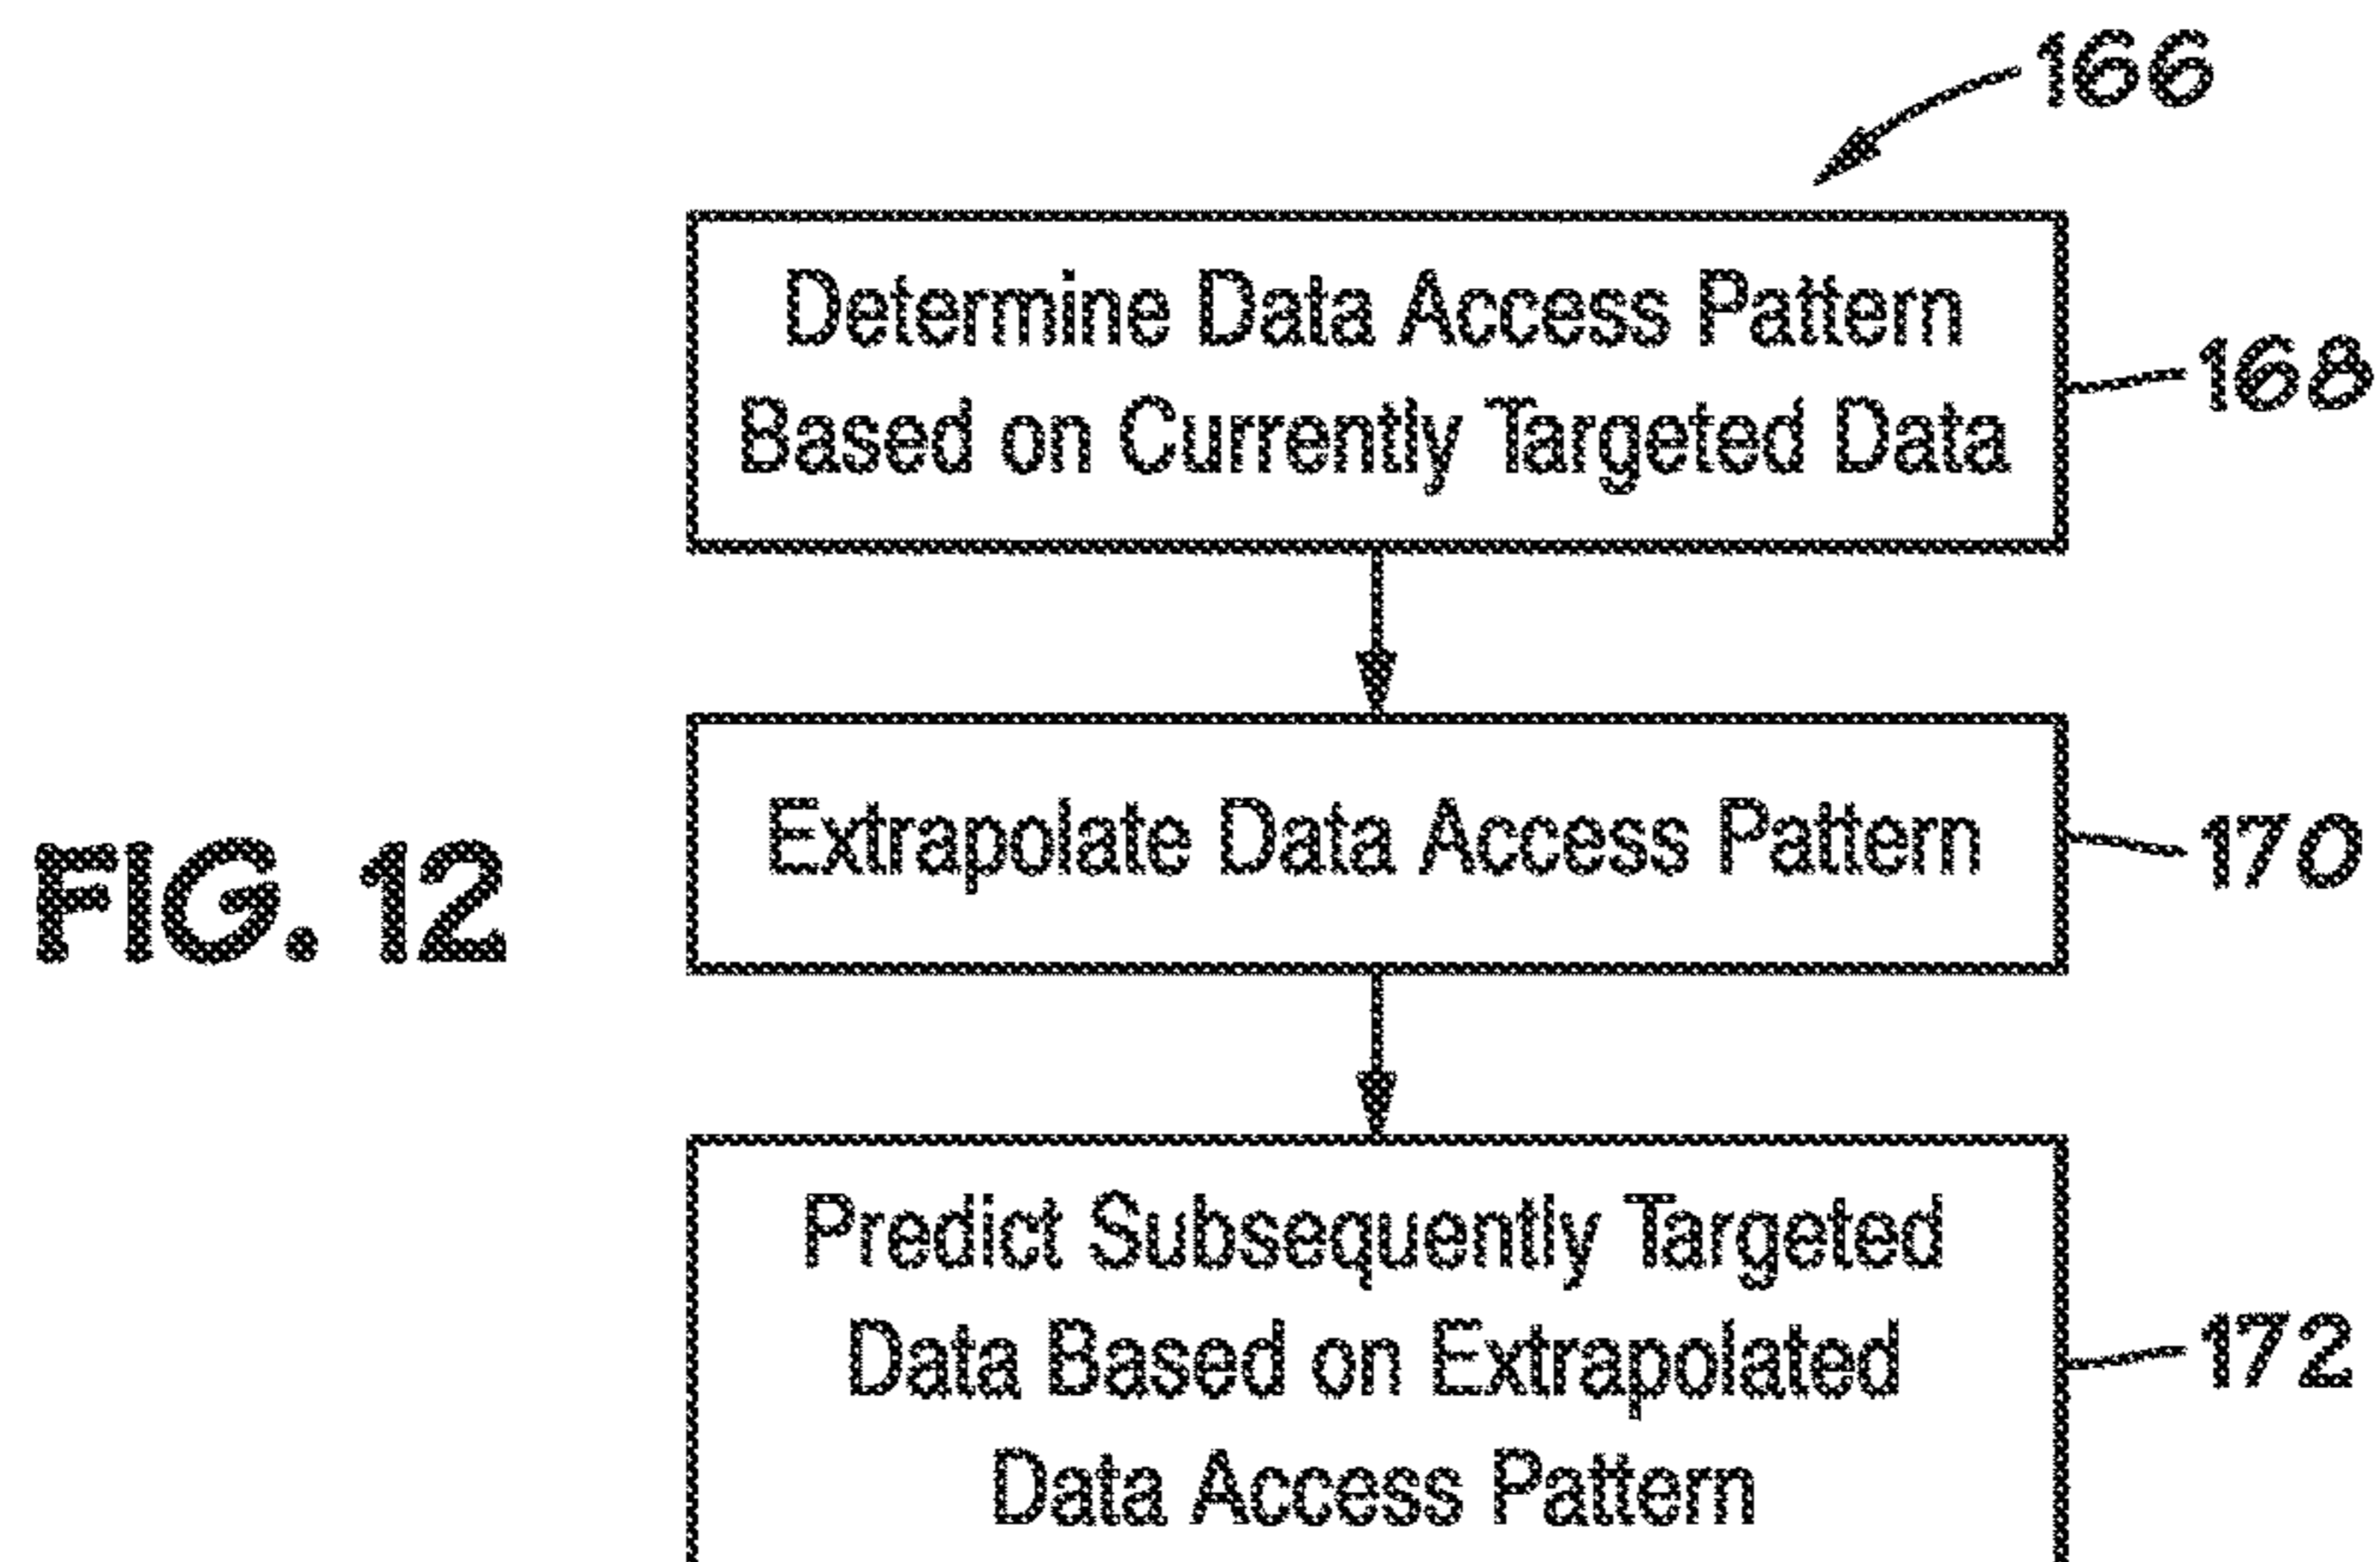 166
Determine Data Access Pattern
Based on Currently Targeted Data
168
Extrapolate Data Access Pattern
170
FIG. 12
Predict Subsequently Targeted
Data Based on Extrapolated
172
Data Access Pattern